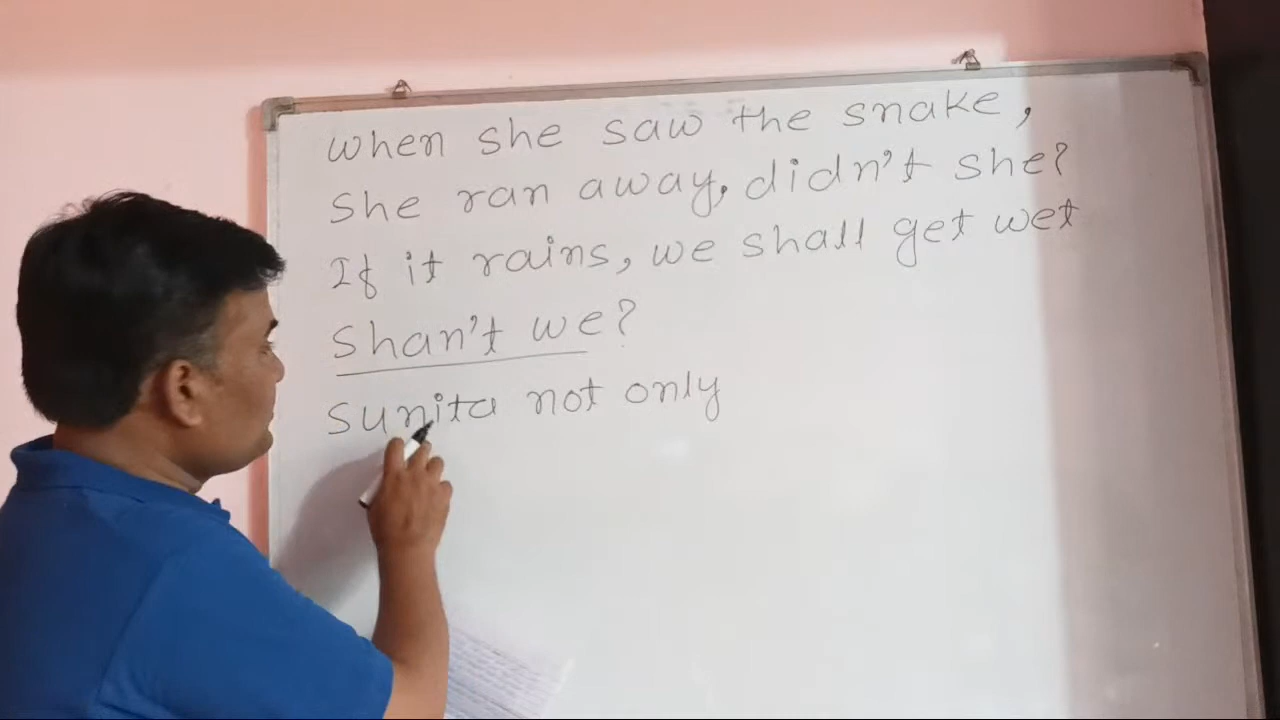 When she saw the snake,
She ran away, didn't she?
If it rains, we shall get wet
Shan't we?
Sunita not only